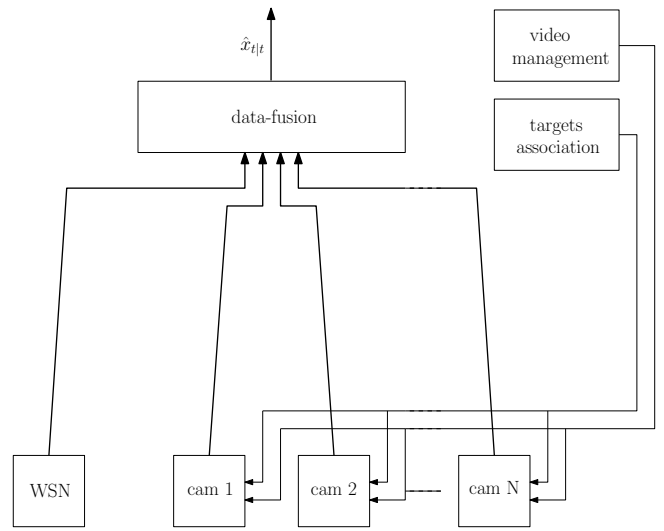 x̂ₜ|ₜ
video
management
data-fusion
targets
association
WSN
cam 1
cam 2
cam N